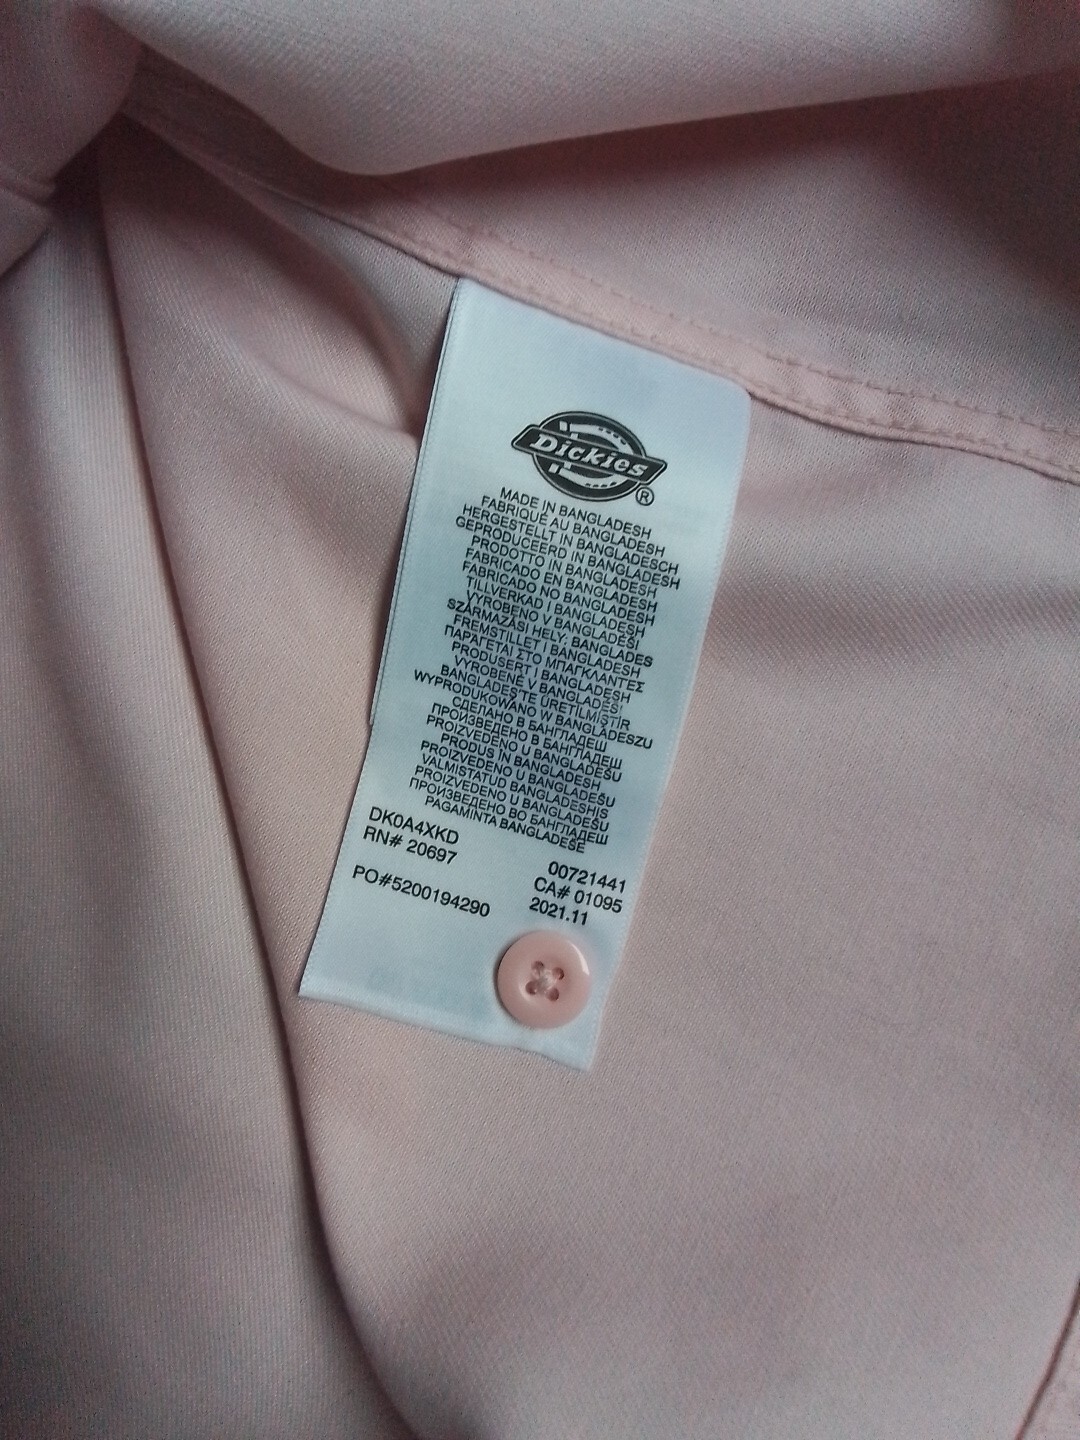 Dickies®
MADE IN BANGLADESH
FABRIQUÉ AU BANGLADESH
HERGESTELLT IN BANGLADESCH
GEPRODUCEERD IN BANGLADESH
PRODOTTO IN BANGLADESH
FABRICADO EN BANGLADESH
FABRICADO NO BANGLADESH
TILLVERKAD I BANGLADESH
VYROBENO V BANGLADÉŠI
SZÁRMAZÁSI HELY: BANGLADES
FREMSTILLET I BANGLADESH
ΠΑΡΑΓΕΤΑΙ ΣΤΟ ΜΠΑΓΚΛΑΝΤΕΣ
PRODUSERT I BANGLADESH
VYROBENÉ V BANGLADÉŠI
BANGLADEŞ'TE ÜRETİLMİŞTİR
WYPRODUKOWANO W BANGLADESZU
СДЕЛАНО В БАНГЛАДЕШ
ПРОИЗВЕДЕНО В БАНГЛАДЕШ
PROIZVEDENO U BANGLADEŠU
PRODUS ÎN BANGLADESH
PROIZVEDENO U BANGLADEŠU
VALMISTATUD BANGLADESHIS
PROIZVEDENO U BANGLADEŠU
ПРОИЗВЕДЕНО ВО БАНГЛАДЕШ
PAGAMINTA BANGLADEŠE
DK0A4XKD
RN# 20697
00721441
CA# 01095
PO#5200194290
2021.11